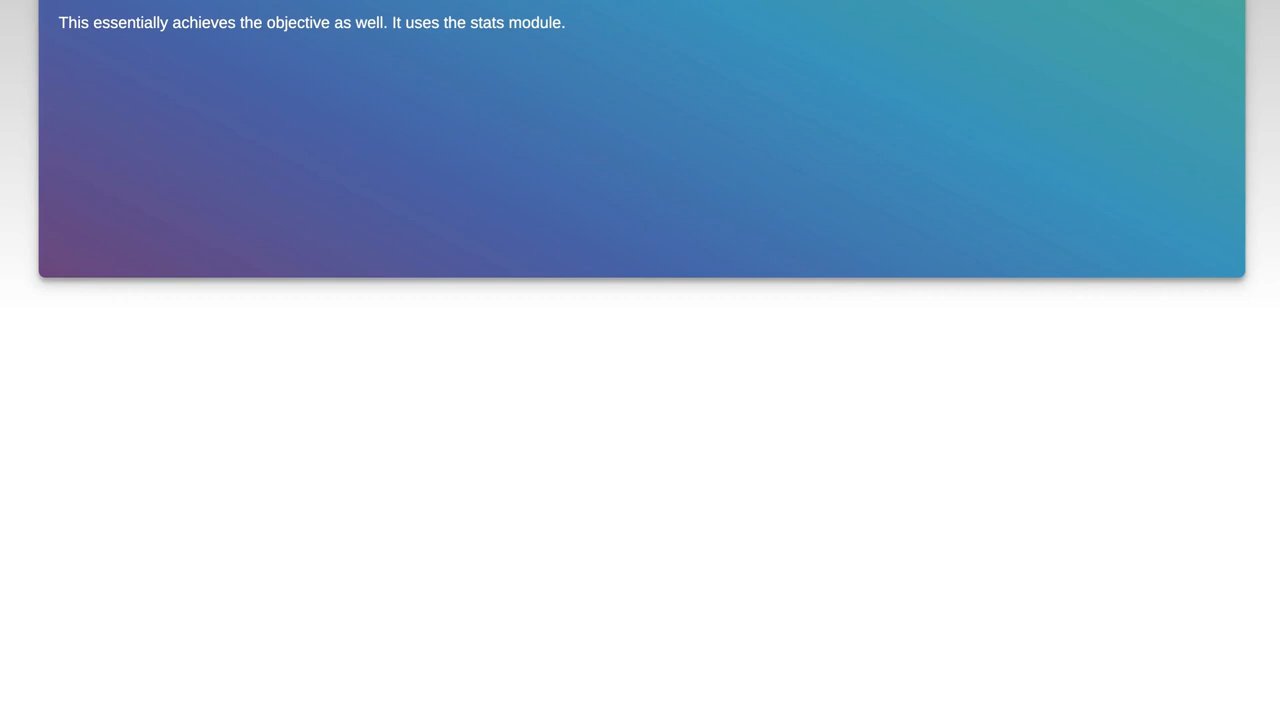 This essentially achieves the objective as well. It uses the stats module.